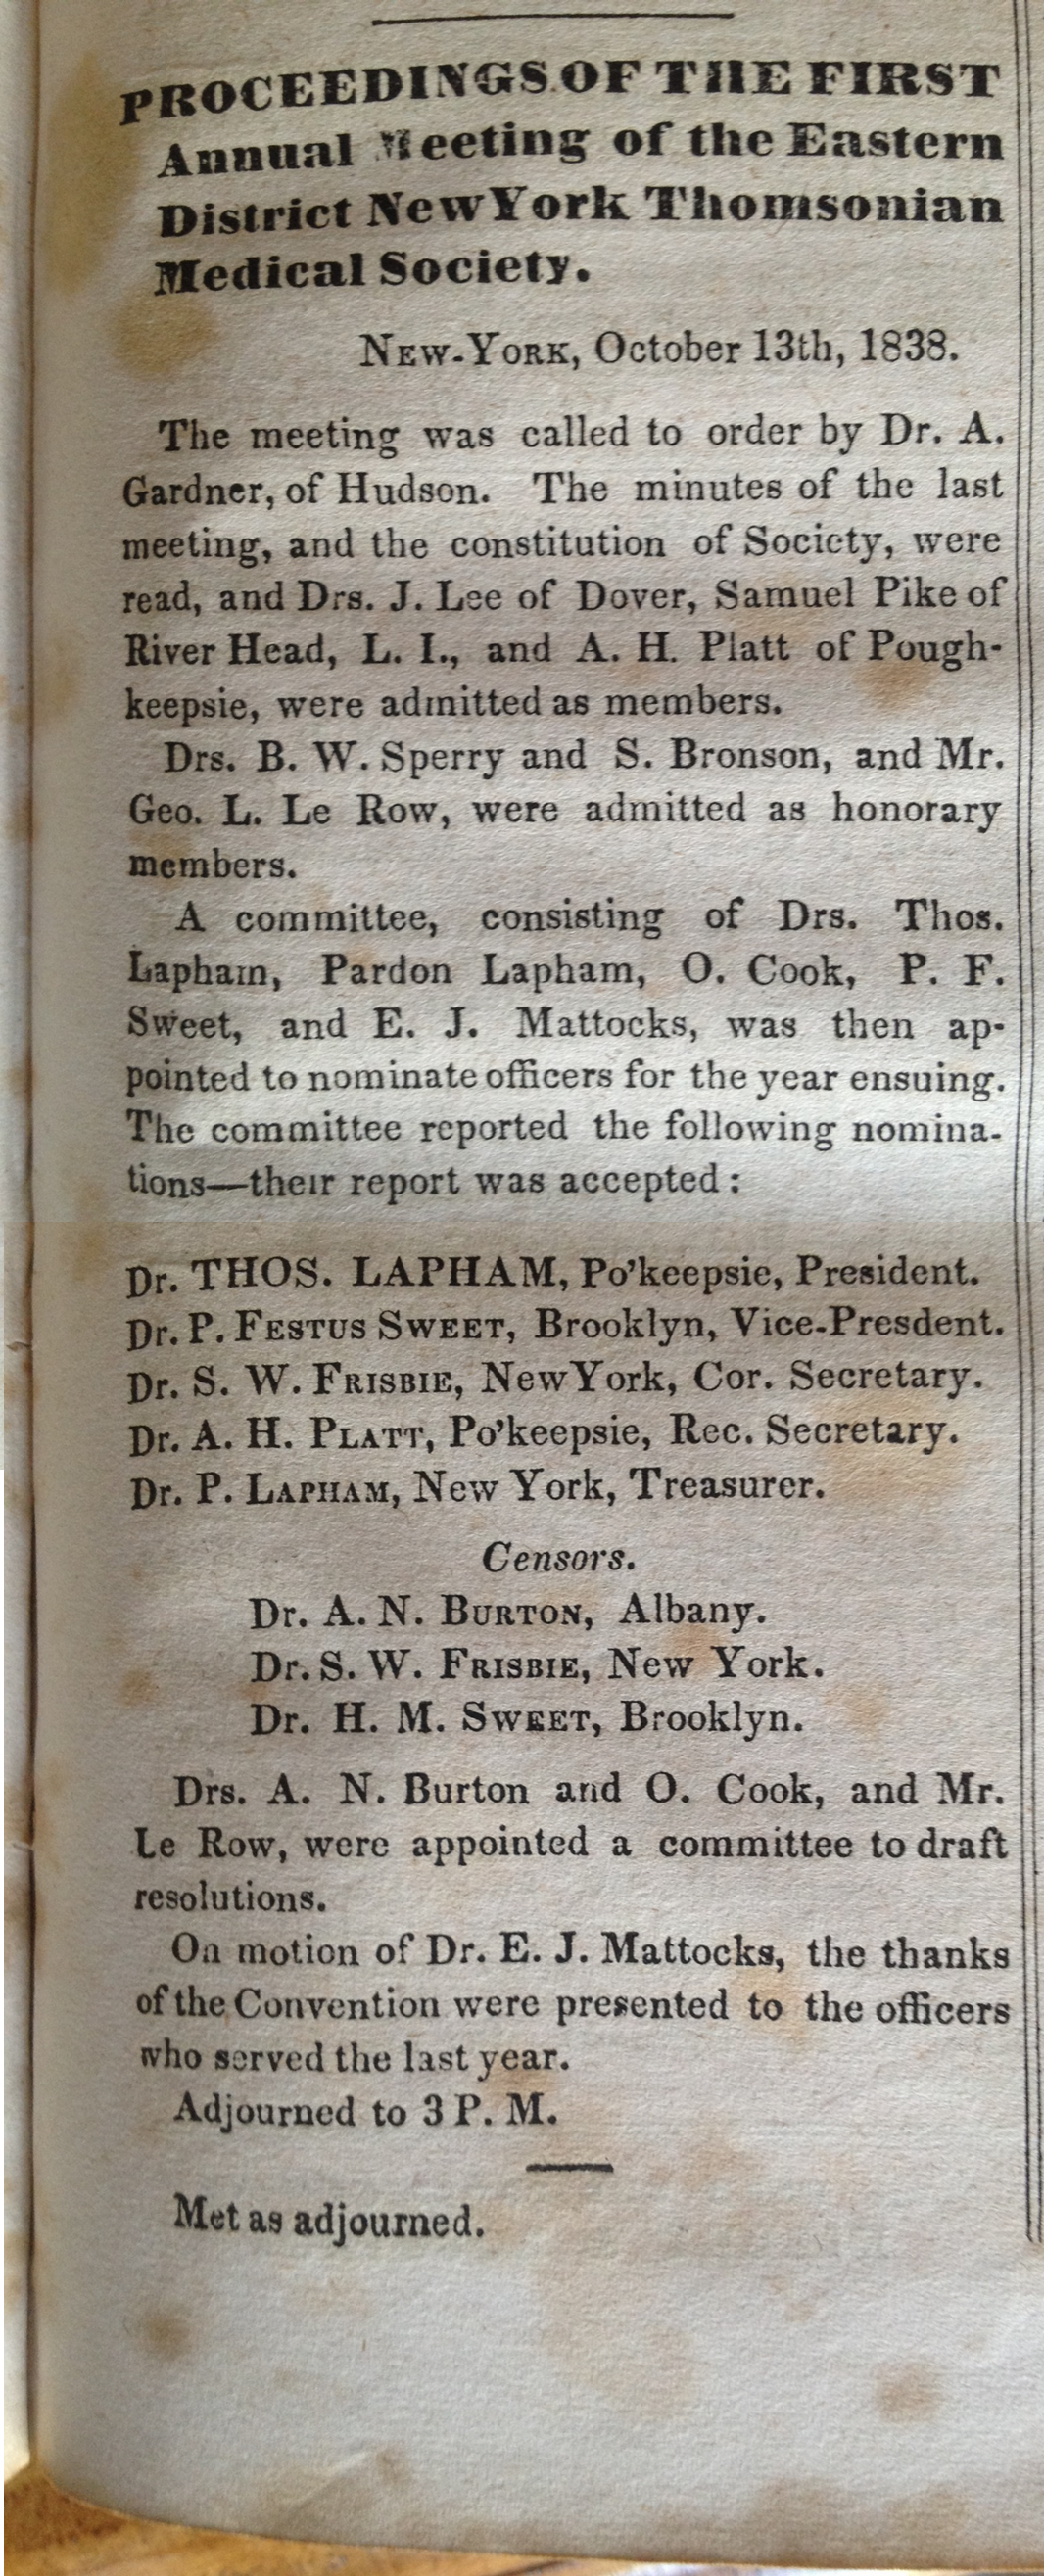 PROCEEDINGS OF THE FIRST
Annual Meeting of the Eastern
District New York Thomsonian
Medical Society.
NEW-YORK, October 13th, 1838.
The meeting was called to order by Dr. A.
Gardner, of Hudson. The minutes of the last
meeting, and the constitution of Society, were
read, and Drs. J. Lee of Dover, Samuel Pike of
River Head, L. I., and A. H. Platt of Pough-
keepsie, were admitted as members.
Drs. B. W. Sperry and S. Bronson, and Mr.
Geo. L. Le Row, were admitted as honorary
members.
A committee, consisting of Drs. Thos.
Lapham, Pardon Lapham, O. Cook, P. F.
Sweet, and E. J. Mattocks, was then ap-
pointed to nominate officers for the year ensuing.
The committee reported the following nomina-
tions—their report was accepted:
Dr. THOS. LAPHAM, Po'keepsie, President.
Dr. P. FESTUS SWEET, Brooklyn, Vice-Presdent.
Dr. S. W. FRISBIE, New York, Cor. Secretary.
Dr. A. H. PLATT, Po'keepsie, Rec. Secretary.
Dr. P. LAPHAM, New York, Treasurer.
Censors.
Dr. A. N. BURTON, Albany.
Dr. S. W. FRISBIE, New York.
Dr. H. M. SWEET, Brooklyn.
Drs. A. N. Burton and O. Cook, and Mr.
Le Row, were appointed a committee to draft
resolutions.
On motion of Dr. E. J. Mattocks, the thanks
of the Convention were presented to the officers
who served the last year.
Adjourned to 3 P. M.
Met as adjourned.